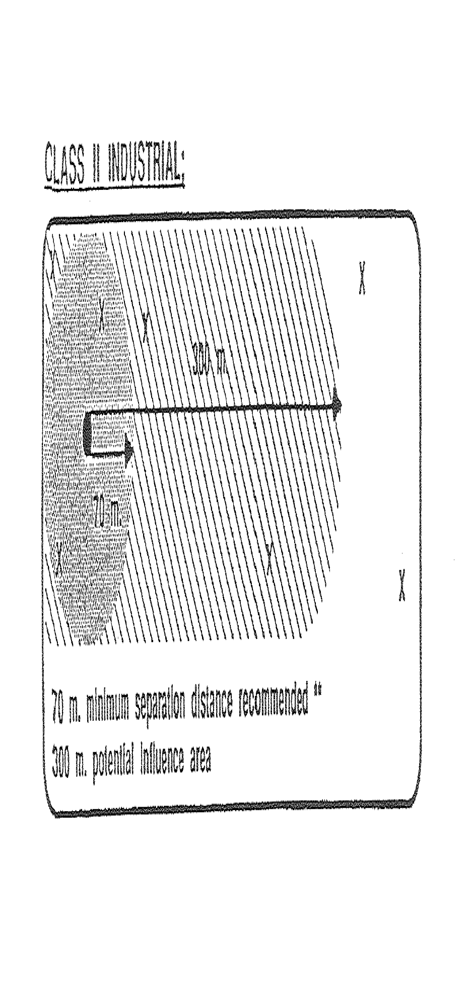 CLASS II INDUSTRIAL;
X
X
X
X
300 m.
70 m.
X
X
X
70 m. minimum separation distance recommended **
300 m. potential influence area